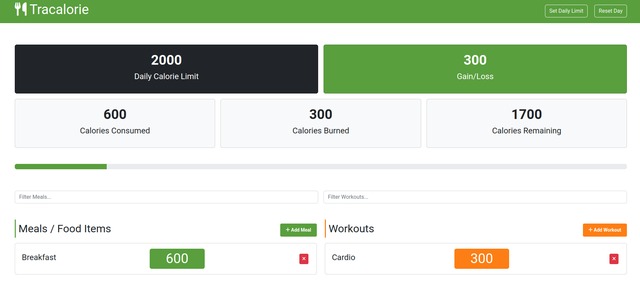 Tracalorie
Set Daily Limit
Reset Day
2000
Daily Calorie Limit
300
Gain/Loss
600
Calories Consumed
300
Calories Burned
1700
Calories Remaining
Filter Meals...
Filter Workouts...
Meals / Food Items
+ Add Meal
Workouts
+ Add Workout
Breakfast
600
Cardio
300